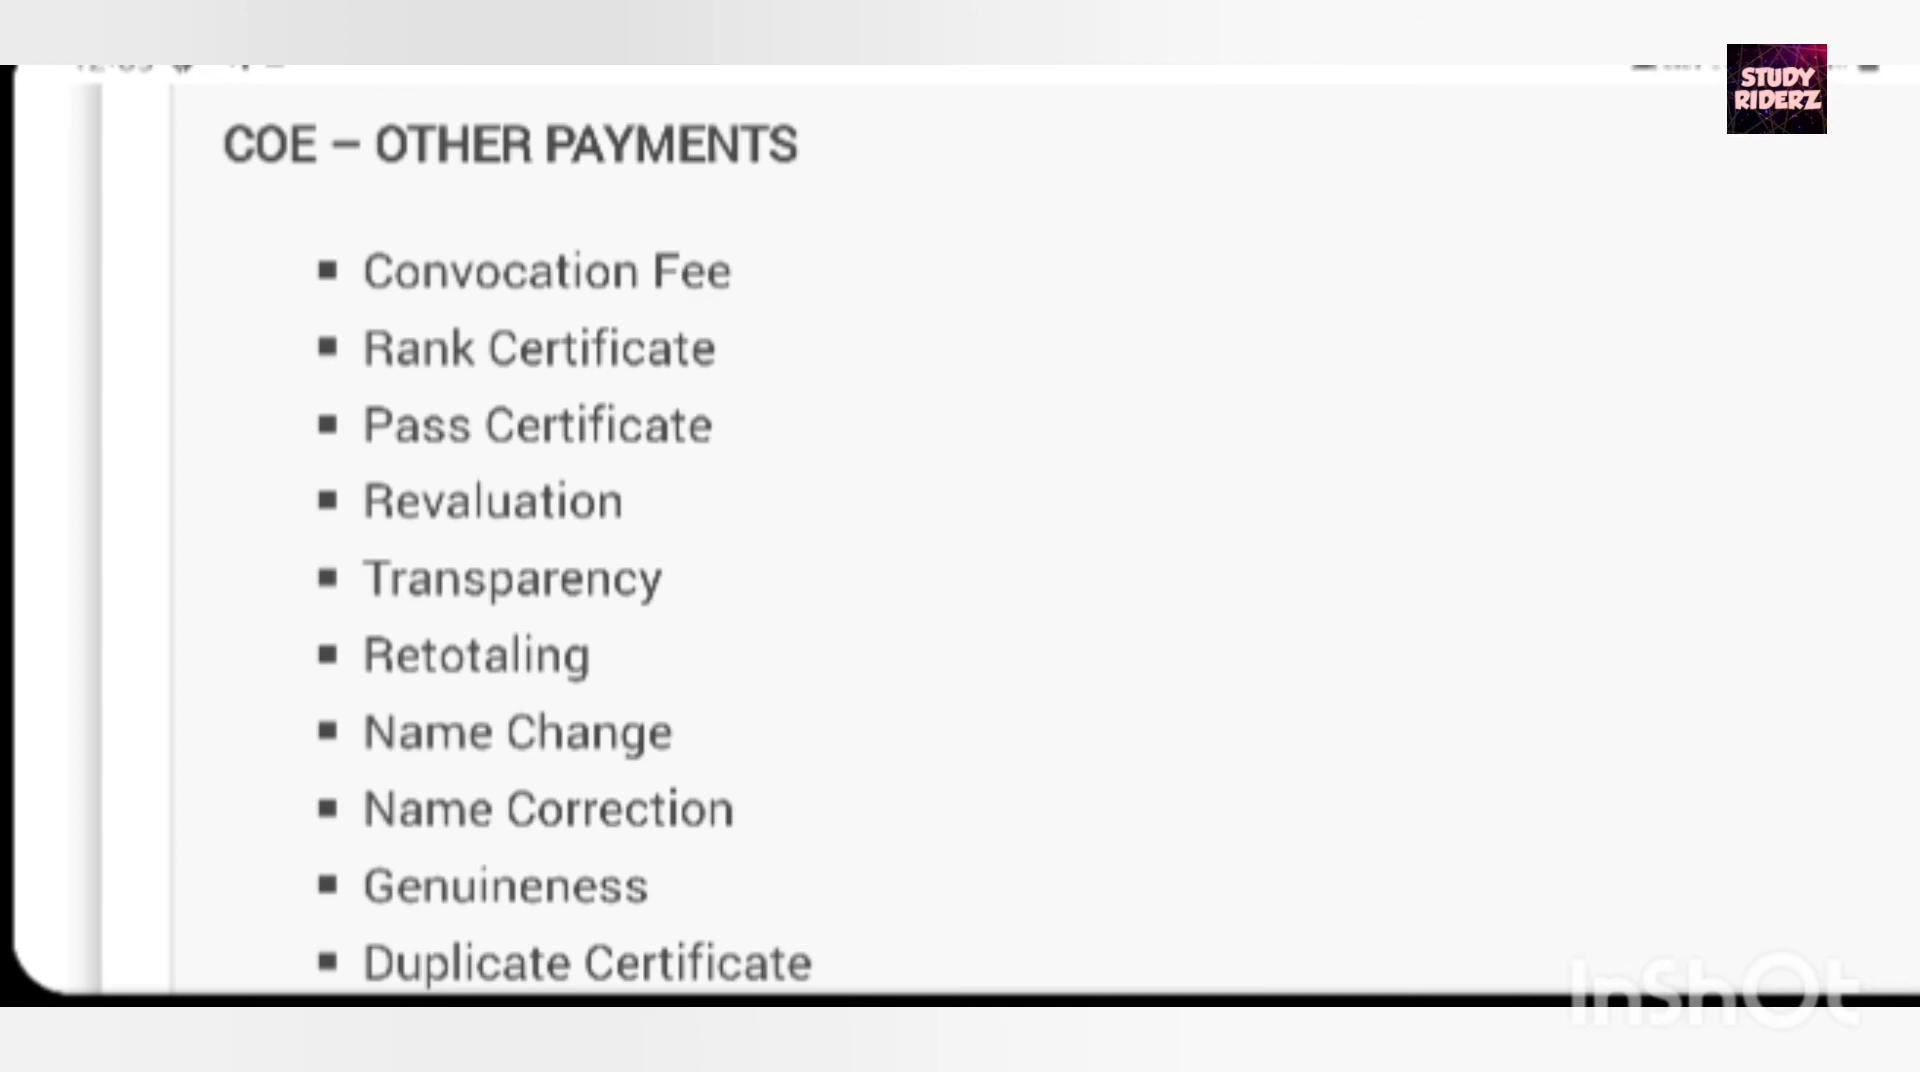 STUDY
RIDERZ
COE – OTHER PAYMENTS
▪ Convocation Fee
▪ Rank Certificate
▪ Pass Certificate
▪ Revaluation
▪ Transparency
▪ Retotaling
▪ Name Change
▪ Name Correction
▪ Genuineness
▪ Duplicate Certificate
InShOt